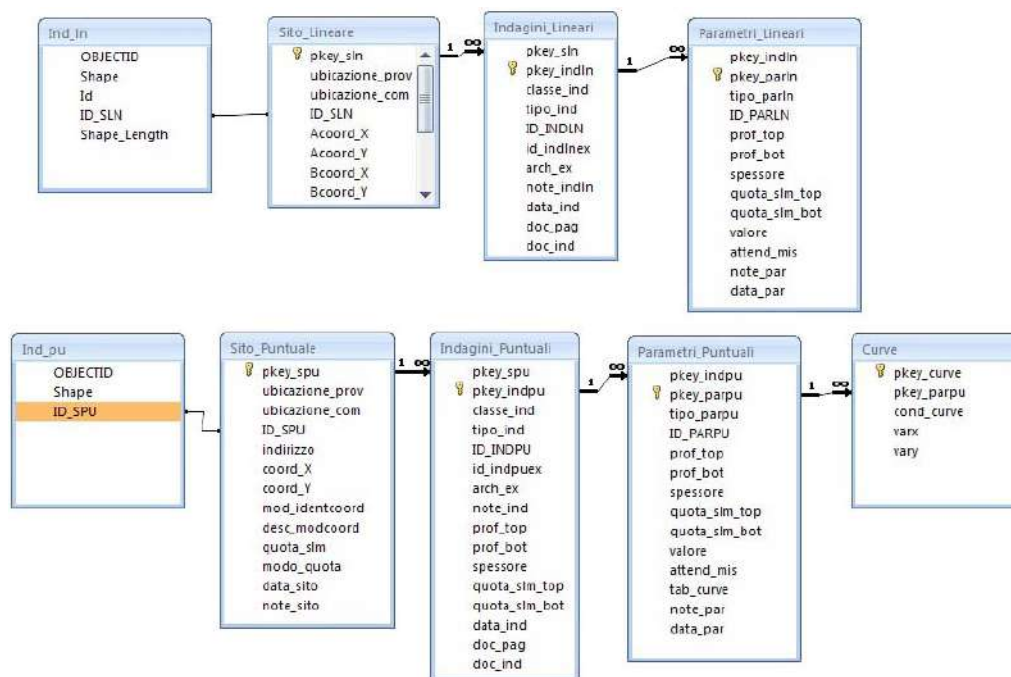 Ind_ln
OBJECTID
Shape
Id
ID_SLN
Shape_Length
Sito_Lineare
pkey_sln
ubicazione_prov
ubicazione_com
ID_SLN
Acoord_X
Acoord_Y
Bcoord_X
Bcoord_Y
1
∞
Indagini_Lineari
pkey_sln
pkey_indln
classe_ind
tipo_ind
ID_INDLN
id_indlnex
arch_ex
note_indln
data_ind
doc_pag
doc_ind
1
∞
Parametri_Lineari
pkey_indln
pkey_parln
tipo_parln
ID_PARLN
prof_top
prof_bot
spessore
quota_slm_top
quota_slm_bot
valore
attend_mis
note_par
data_par
Ind_pu
OBJECTID
Shape
ID_SPU
Sito_Puntuale
pkey_spu
ubicazione_prov
ubicazione_com
ID_SPU
indirizzo
coord_X
coord_Y
mod_identcoord
desc_modcoord
quota_slm
modo_quota
data_sito
note_sito
1
∞
Indagini_Puntuali
pkey_spu
pkey_indpu
classe_ind
tipo_ind
ID_INDPU
id_indpuex
arch_ex
note_ind
prof_top
prof_bot
spessore
quota_slm_top
quota_slm_bot
data_ind
doc_pag
doc_ind
1
∞
Parametri_Puntuali
pkey_indpu
pkey_parpu
tipo_parpu
ID_PARPU
prof_top
prof_bot
spessore
quota_slm_top
quota_slm_bot
valore
attend_mis
tab_curve
note_par
data_par
1
∞
Curve
pkey_curve
pkey_parpu
cond_curve
varx
vary